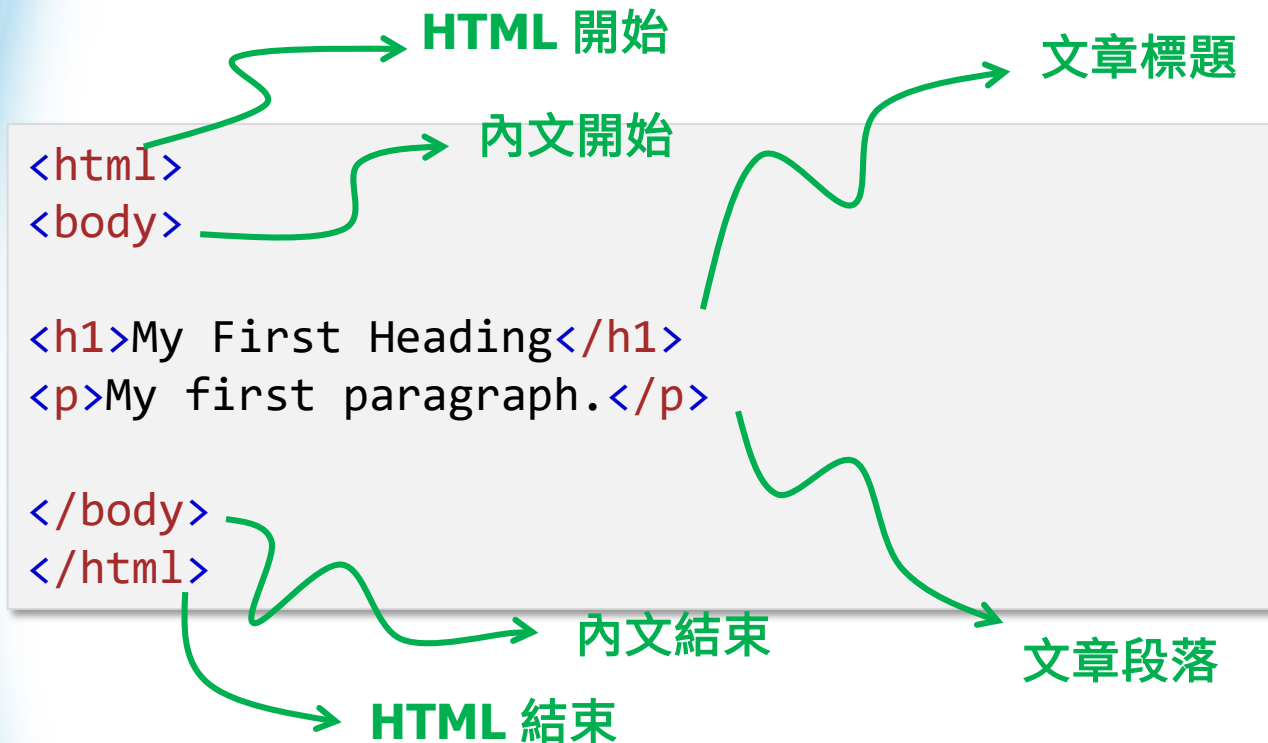 HTML 開始
文章標題
內文開始
<html>
<body>
<h1>My First Heading</h1>
<p>My first paragraph.</p>
</body>
</html>
內文結束
文章段落
HTML 結束